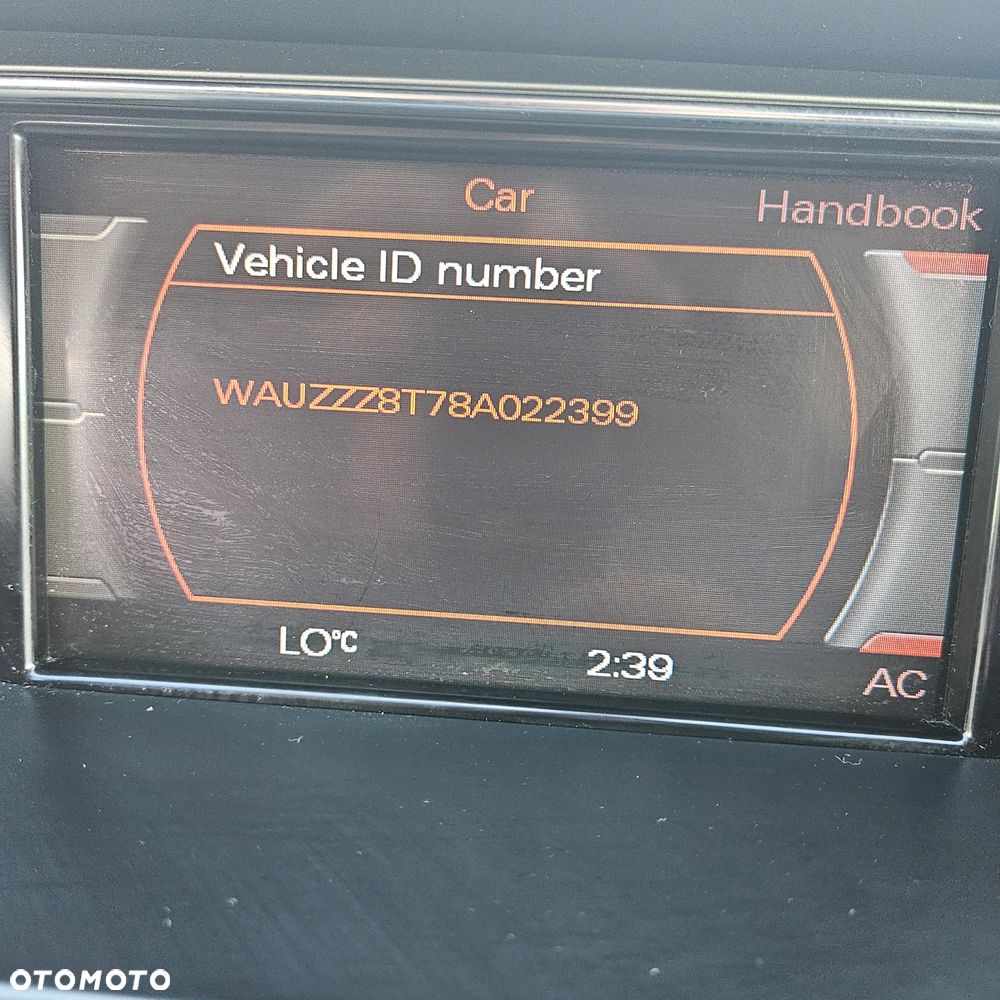 Car
Handbook
Vehicle ID number
WAUZZZ8T78A022399
LO°C
2:39
AC
OTOMOTO